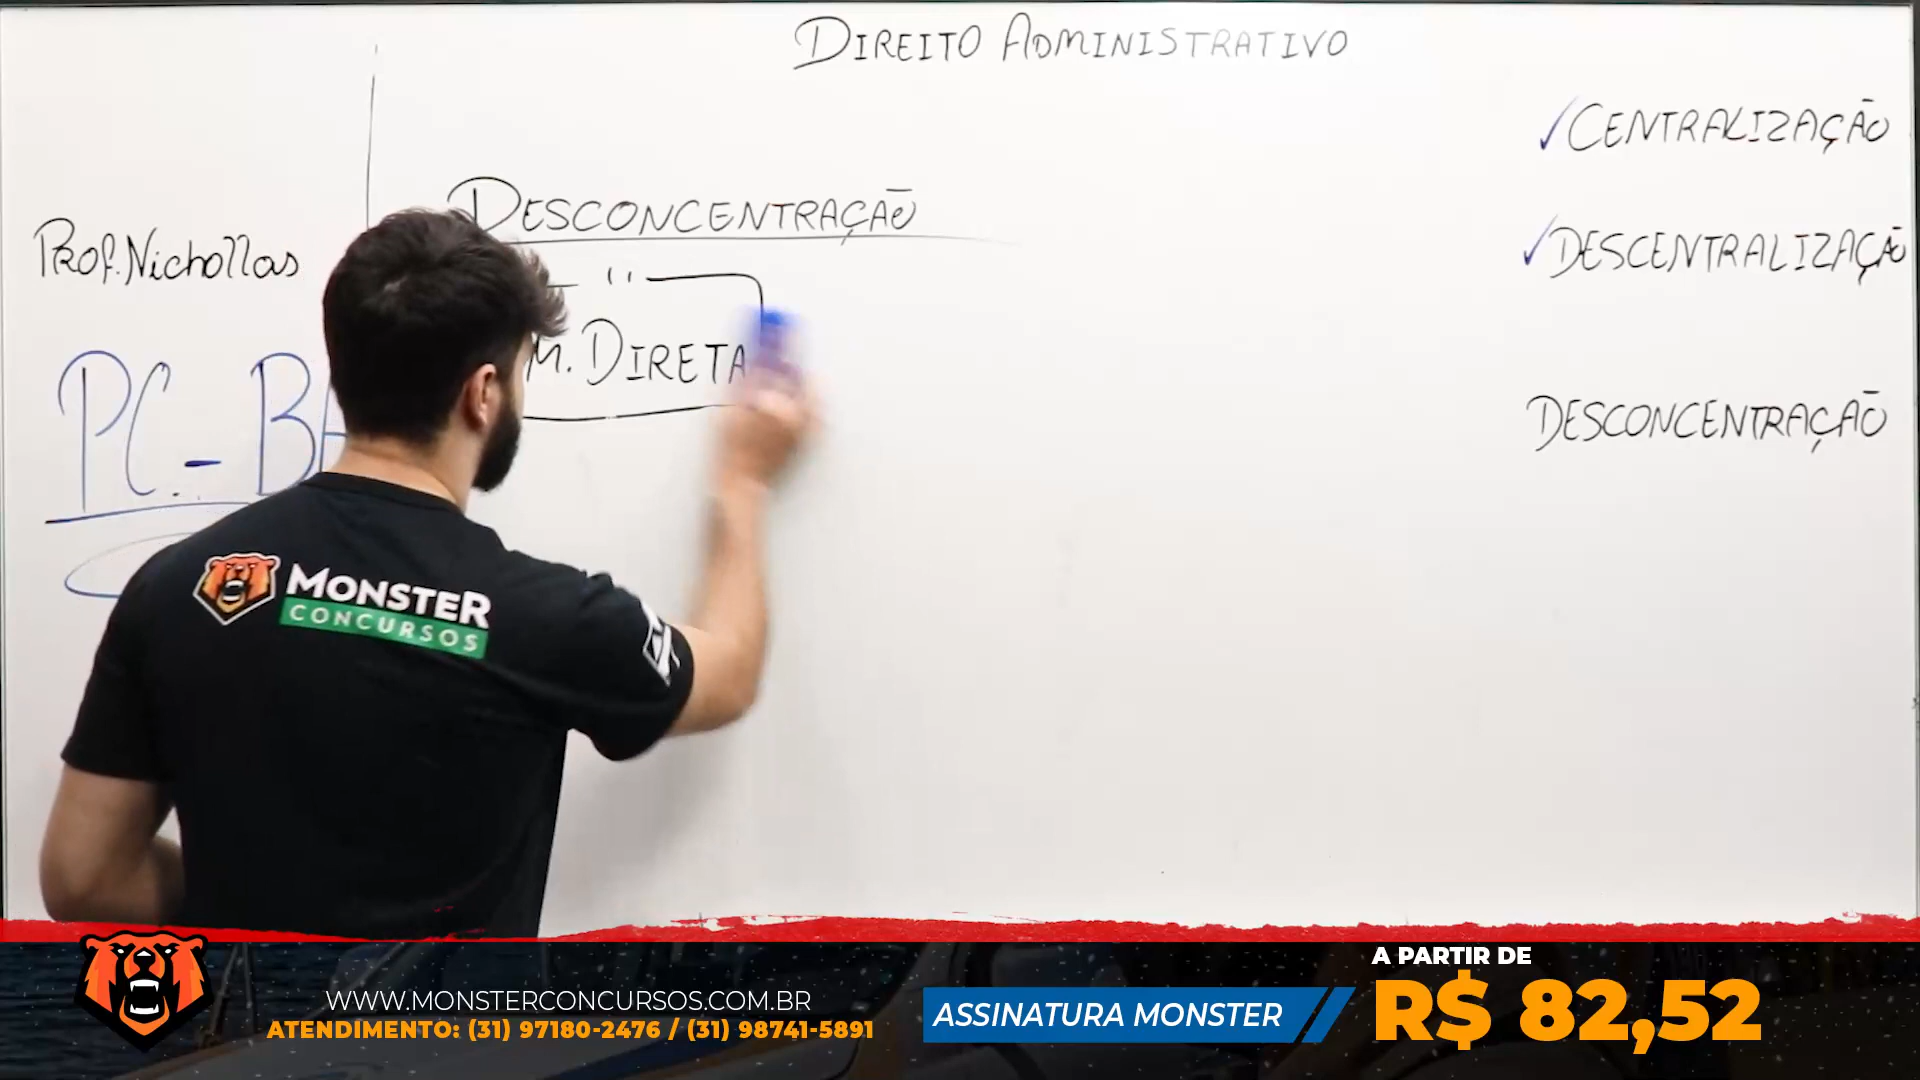 DIREITO ADMINISTRATIVO
✓CENTRALIZAÇÃO
DESCONCENTRAÇÃO
Prof. Nichollas
✓DESCENTRALIZAÇÃO
M. DIRETA
PC-BA
DESCONCENTRAÇÃO
MONSTER
CONCURSOS
A PARTIR DE
WWW.MONSTERCONCURSOS.COM.BR
ATENDIMENTO: (31) 97180-2476 / (31) 98741-5891
ASSINATURA MONSTER
R$ 82,52